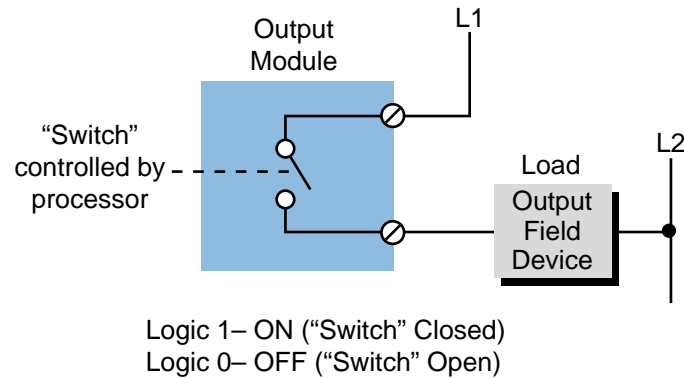 Output
Module
L1
“Switch”
controlled by
processor
L2
Load
Output
Field
Device
Logic 1– ON (“Switch” Closed)
Logic 0– OFF (“Switch” Open)